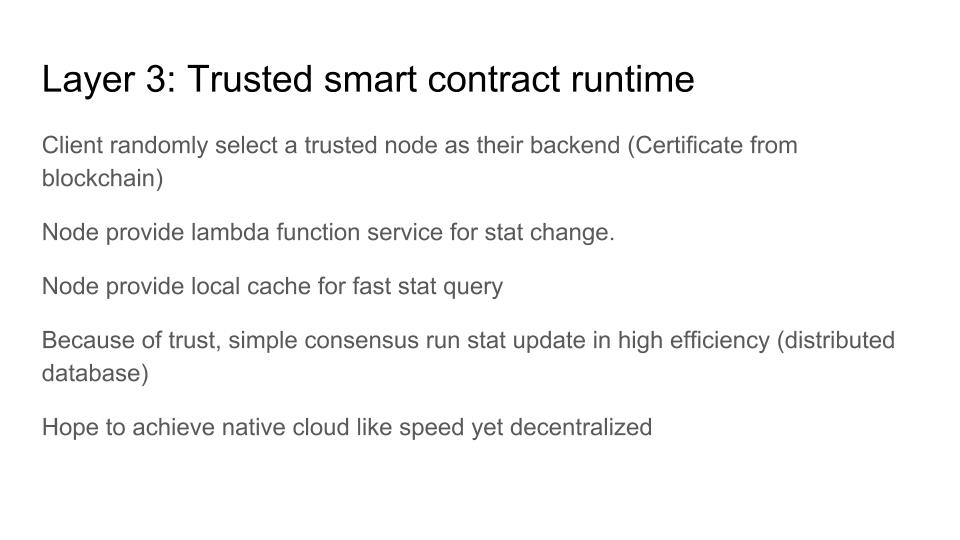 Layer 3: Trusted smart contract runtime
Client randomly select a trusted node as their backend (Certificate from
blockchain)
Node provide lambda function service for stat change.
Node provide local cache for fast stat query
Because of trust, simple consensus run stat update in high efficiency (distributed
database)
Hope to achieve native cloud like speed yet decentralized